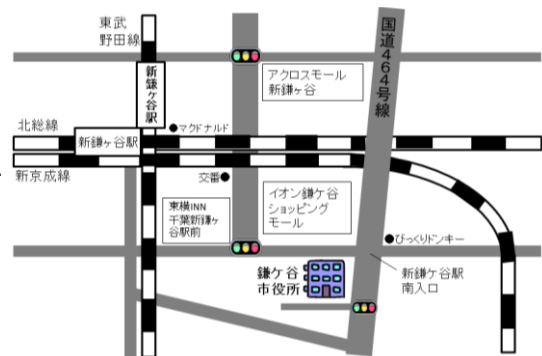 東武
野田線
新鎌ヶ谷駅
国道464号線
アクロスモール
新鎌ヶ谷
北総線
●マクドナルド
新鎌ヶ谷駅
新京成線
交番●
東横INN
千葉新鎌ヶ
谷駅前
イオン鎌ケ谷
ショッピング
モール
●びっくりドンキー
鎌ケ谷
市役所
新鎌ケ谷駅
南入口